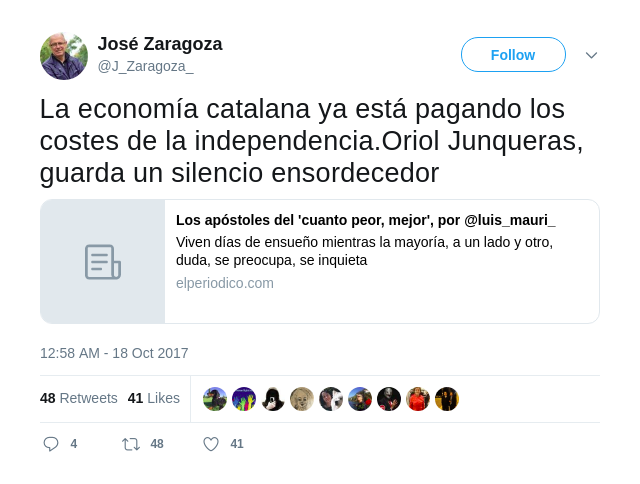 José Zaragoza
@J_Zaragoza_
Follow
La economía catalana ya está pagando los
costes de la independencia.Oriol Junqueras,
guarda un silencio ensordecedor
Los apóstoles del 'cuanto peor, mejor', por @luis_mauri_
Viven días de ensueño mientras la mayoría, a un lado y otro,
duda, se preocupa, se inquieta
elperiodico.com
12:58 AM - 18 Oct 2017
48 Retweets 41 Likes
4 48 41